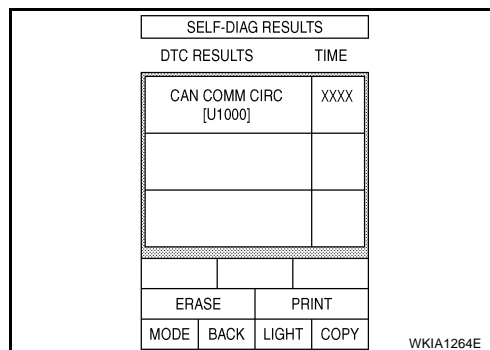 SELF-DIAG RESULTS
DTC RESULTS TIME
CAN COMM CIRC XXXX
[U1000]
ERASE PRINT
MODE BACK LIGHT COPY
WKIA1264E